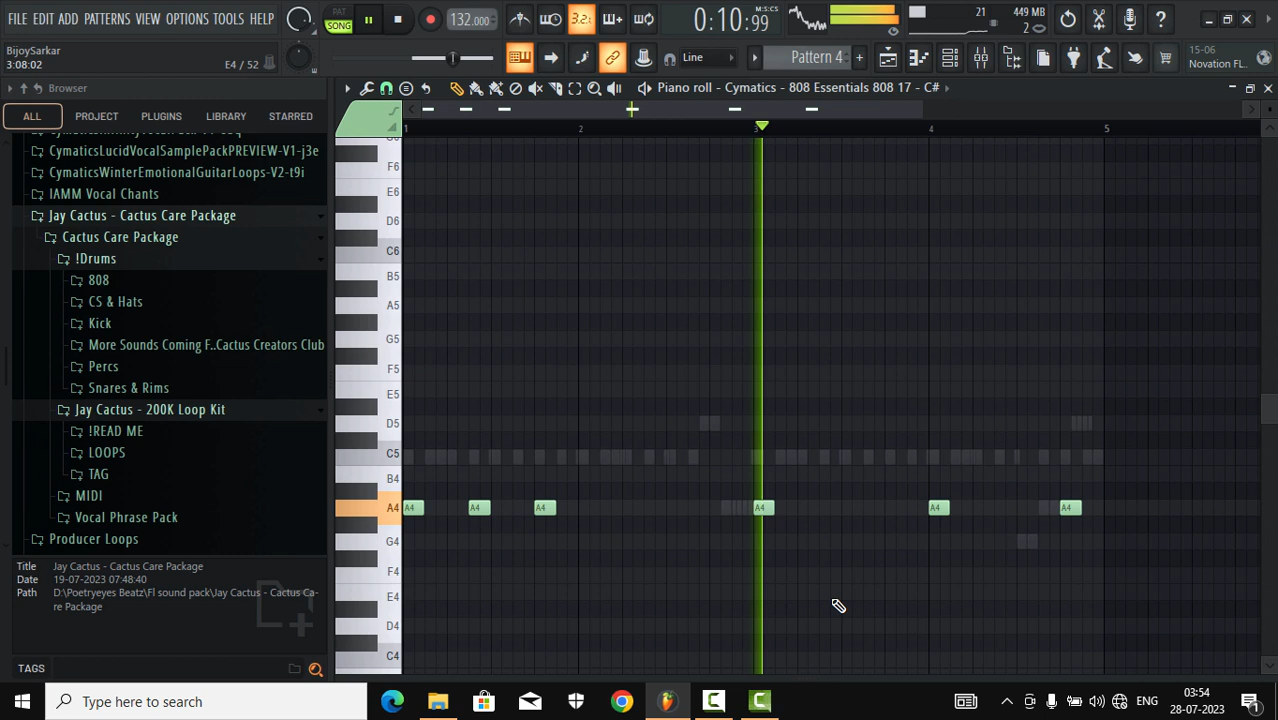 FILE EDIT ADD PATTERNS VIEW OPTIONS TOOLS HELP
PAT
SONG
132.000
3.2:
0:10:99
M:S:CS
21
449 MB
2
BijoySarkar
3:08:02
E4 / 52
Line
Pattern 4
15-06
Novation FL..
Browser
Piano roll - Cymatics - 808 Essentials 808 17 - C#
ALL
PROJECT
PLUGINS
LIBRARY
STARRED
CymaticsLucidVocalSamplePackPREVIEW-V1-j3e
CymaticsWinterEmotionalGuitarLoops-V2-t9i
IAMM Vocal Chants
Jay Cactus - Cactus Care Package
Cactus Care Package
!Drums
808
CS & Hats
Kick
More Sounds Coming F..Cactus Creators Club
Percs
Snares & Rims
Jay Cactus - 200K Loop Kit
!READ ME
LOOPS
TAG
MIDI
Vocal Phrase Pack
Producer Loops
Title Jay Cactus - Cactus Care Package
Date 19-07-2023 07:48:40
Path D:\Poetryeyes Beatz\Fl sound pack\Jay Cactus - Cactus Ca-
re Package
TAGS
1 2 3 4 5
F6
E6
D6
C6
B5
A5
G5
F5
E5
D5
C5
B4
A4
G4
F4
E4
D4
C4
A4 A4 A4 A4 A4 A4
Type here to search
ENG
03:54
28-07-2023
1